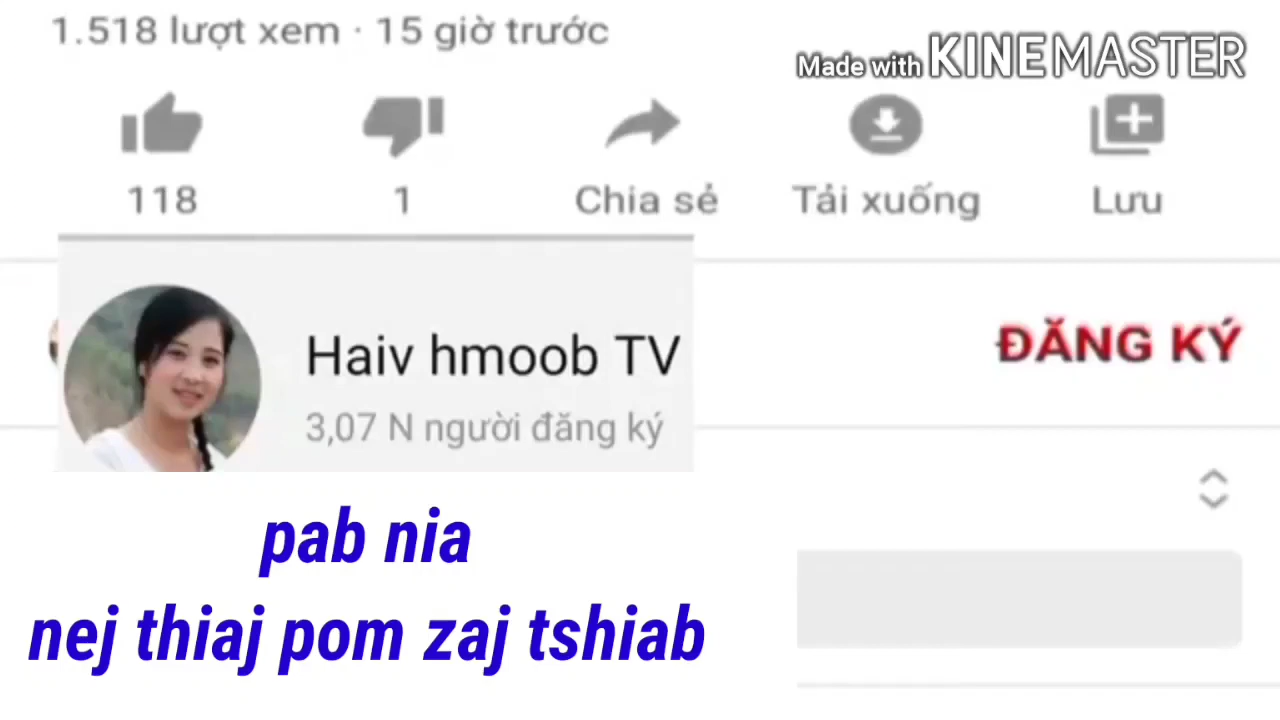 1.518 lượt xem · 15 giờ trước
Made with KINEMASTER
118
1
Chia sẻ
Tải xuống
Lưu
Haiv hmoob TV
3,07 N người đăng ký
ĐĂNG KÝ
pab nia
nej thiaj pom zaj tshiab